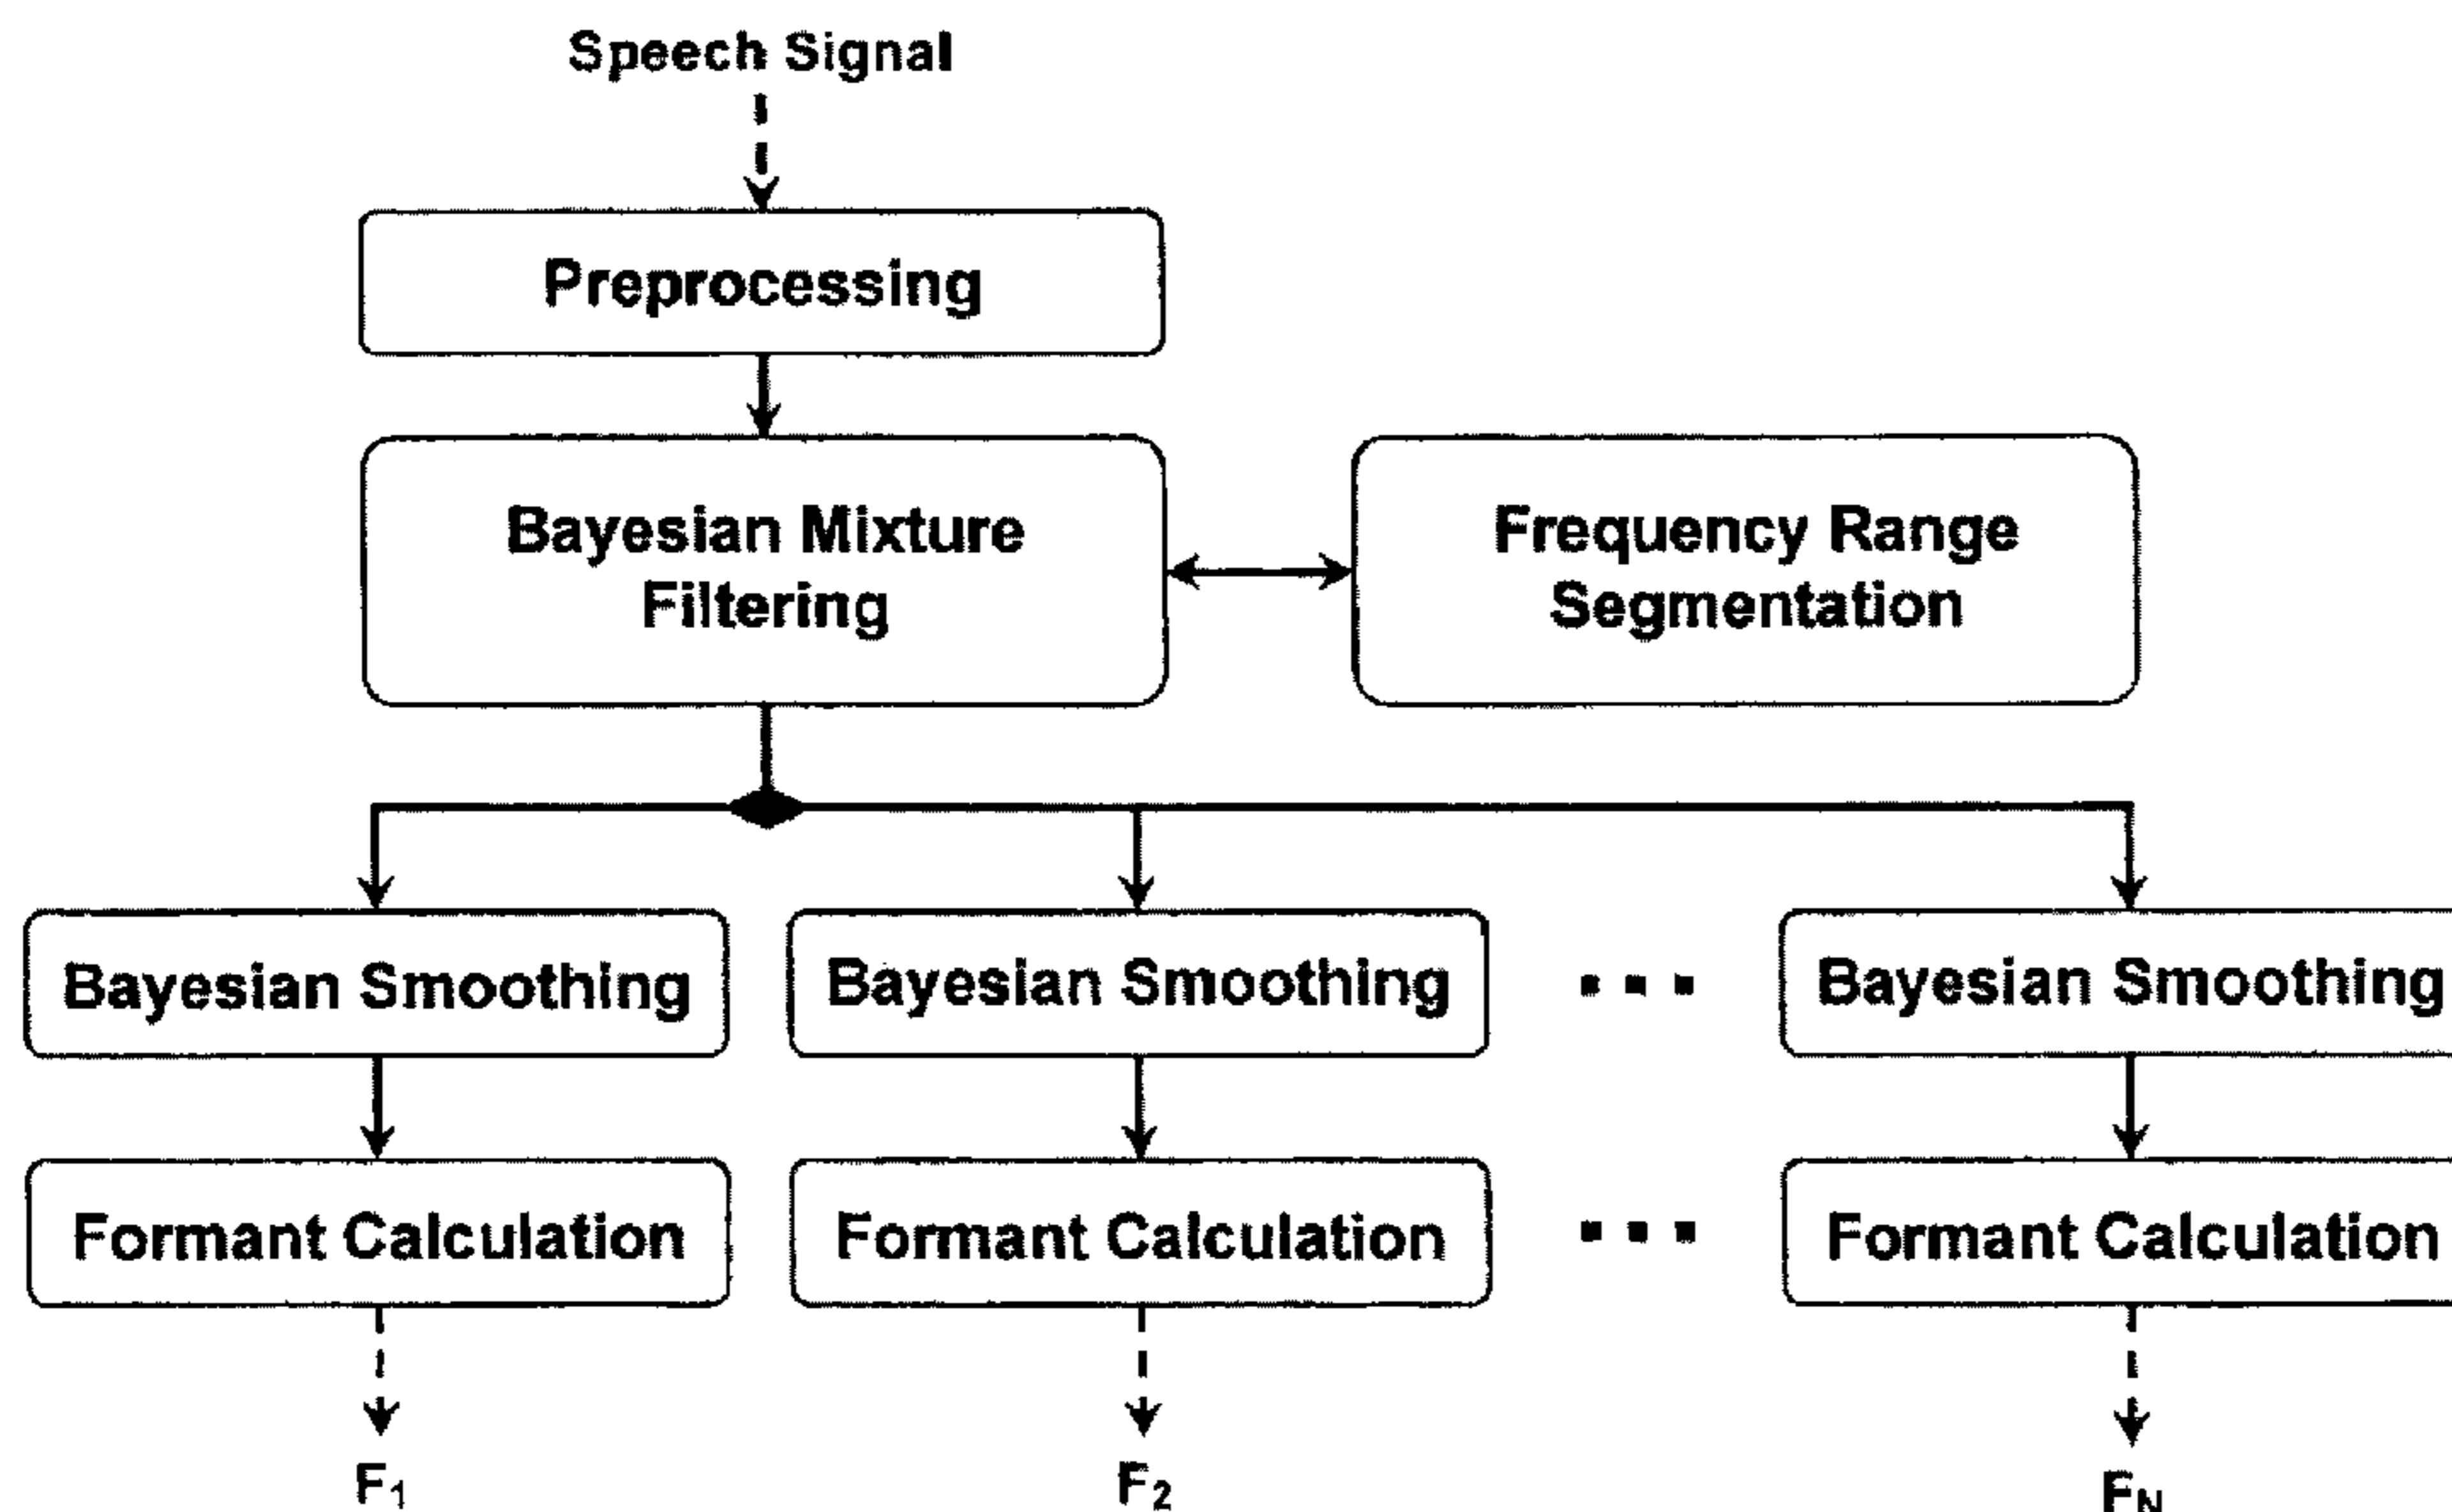 Speech Signal
Preprocessing
Bayesian Mixture
Filtering
Frequency Range
Segmentation
Bayesian Smoothing
Bayesian Smoothing
▪ ▪ ▪
Bayesian Smoothing
Formant Calculation
Formant Calculation
▪ ▪ ▪
Formant Calculation
F₁
F₂
F_N